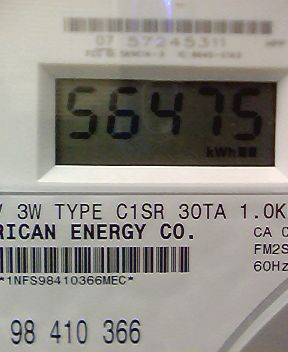 07 57245311
56475
kWh
3W TYPE C1SR 30TA 1.0K
RICAN ENERGY CO.
CA
FM2S
60Hz
*1NFS98410366MEC*
98 410 366